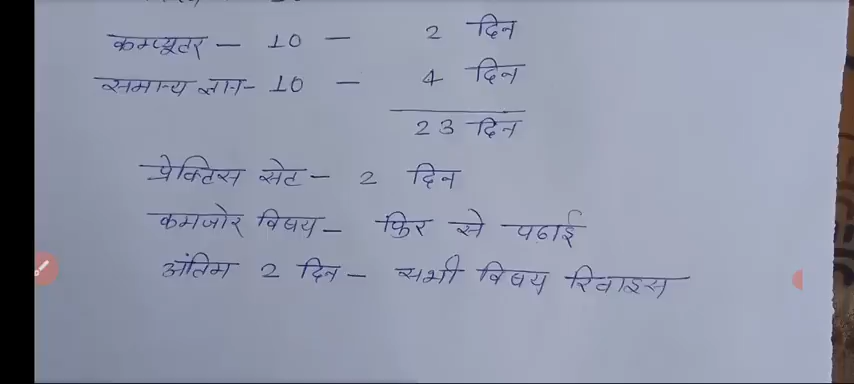 कम्प्यूटर - 10 - 2 दिन
समान्य ज्ञान - 10 - 4 दिन
23 दिन
प्रेक्टिस सेट - 2 दिन
कमजोर विषय - फिर से पढाई
अंतिम 2 दिन - सभी विषय रिवाइस